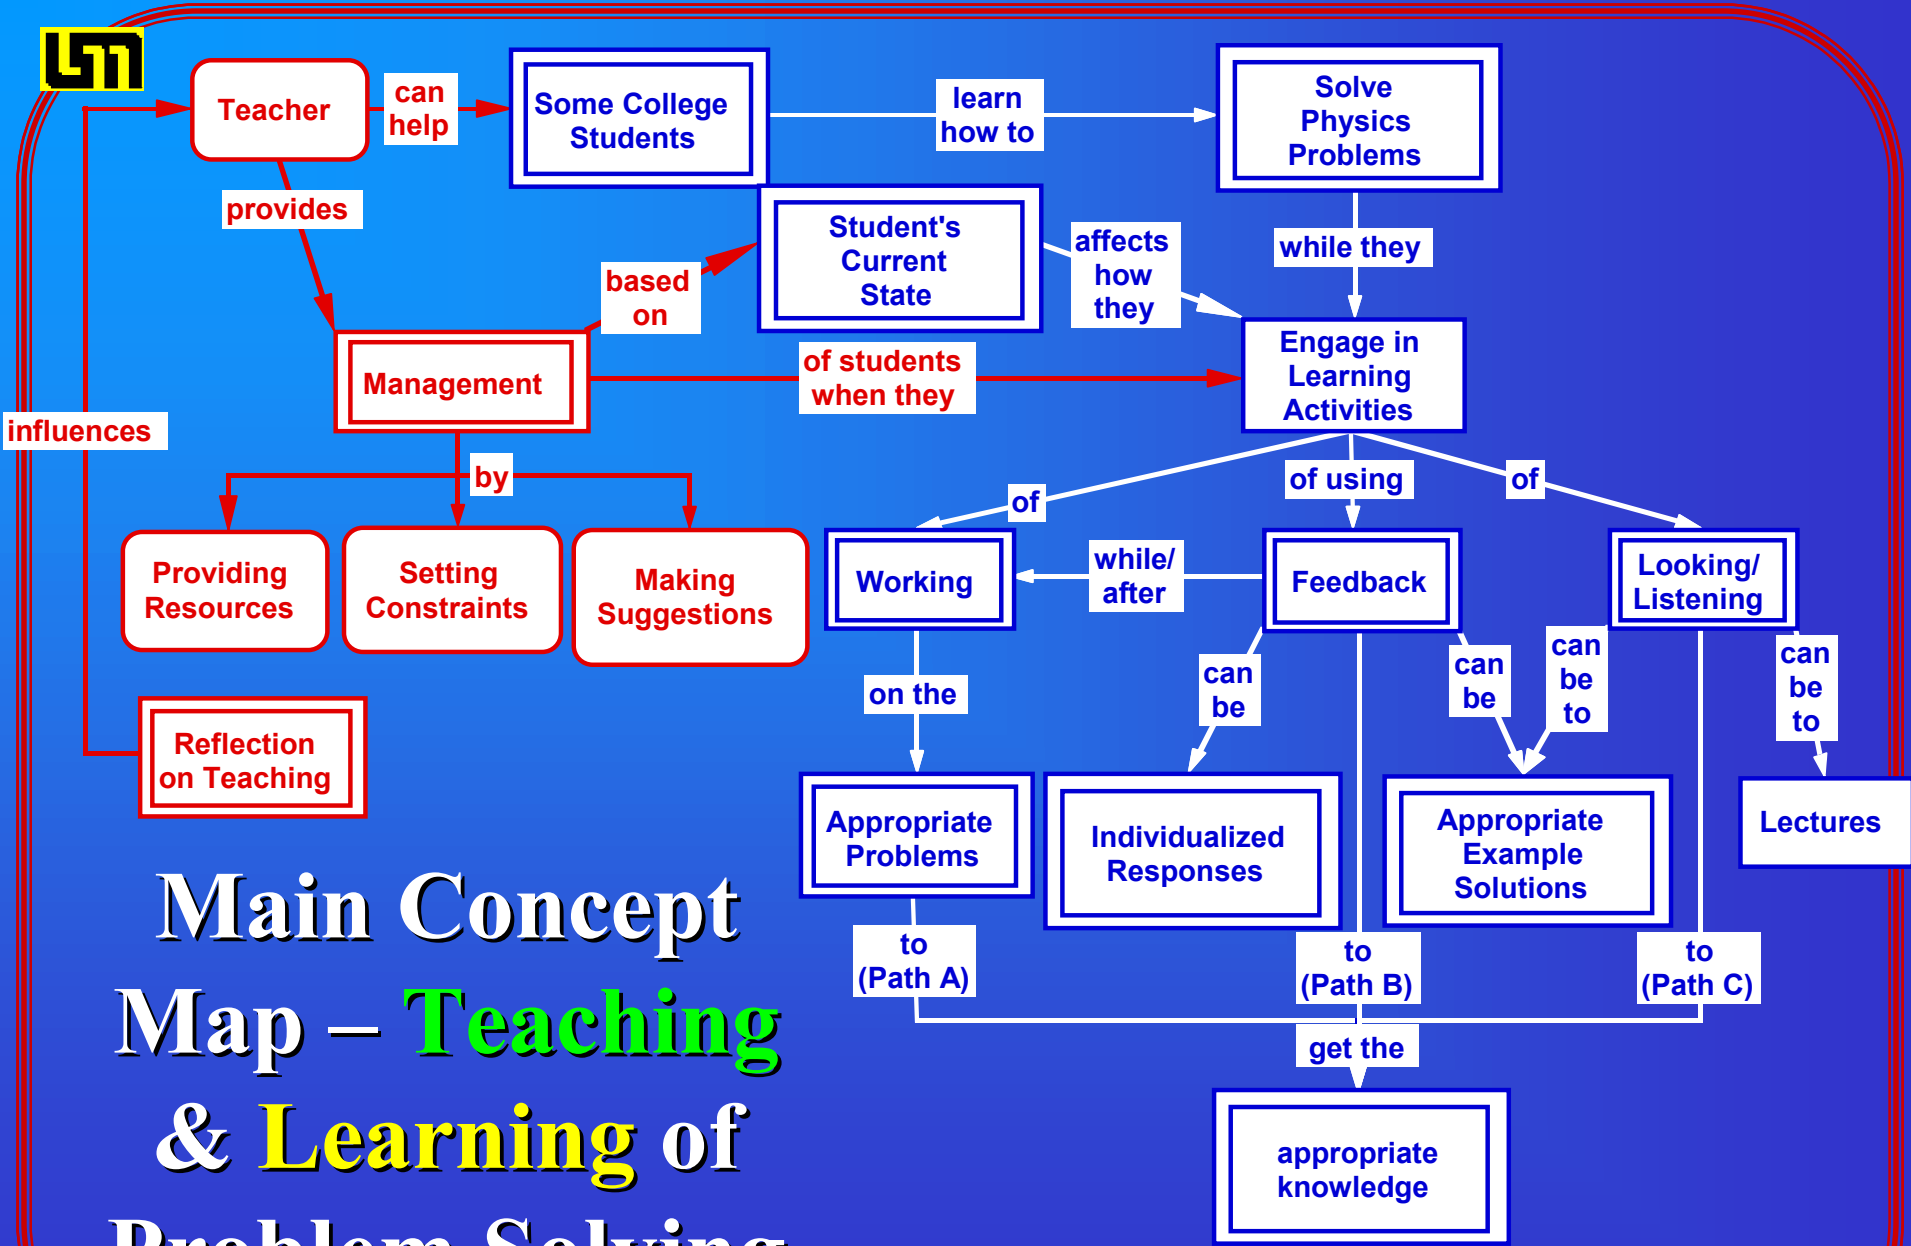 Teacher
can
help
Some College
Students
learn
how to
Solve
Physics
Problems
provides
based
on
Student's
Current
State
affects
how
they
while they
Management
of students
when they
Engage in
Learning
Activities
influences
by
of
of using
of
Providing
Resources
Setting
Constraints
Making
Suggestions
Working
while/
after
Feedback
Looking/
Listening
on the
can
be
can
be
can
be
to
can
be
to
Reflection
on Teaching
Appropriate
Problems
Individualized
Responses
Appropriate
Example
Solutions
Lectures
to
(Path A)
to
(Path B)
to
(Path C)
get the
appropriate
knowledge
Main Concept
Map – Teaching
& Learning of
Problem Solving